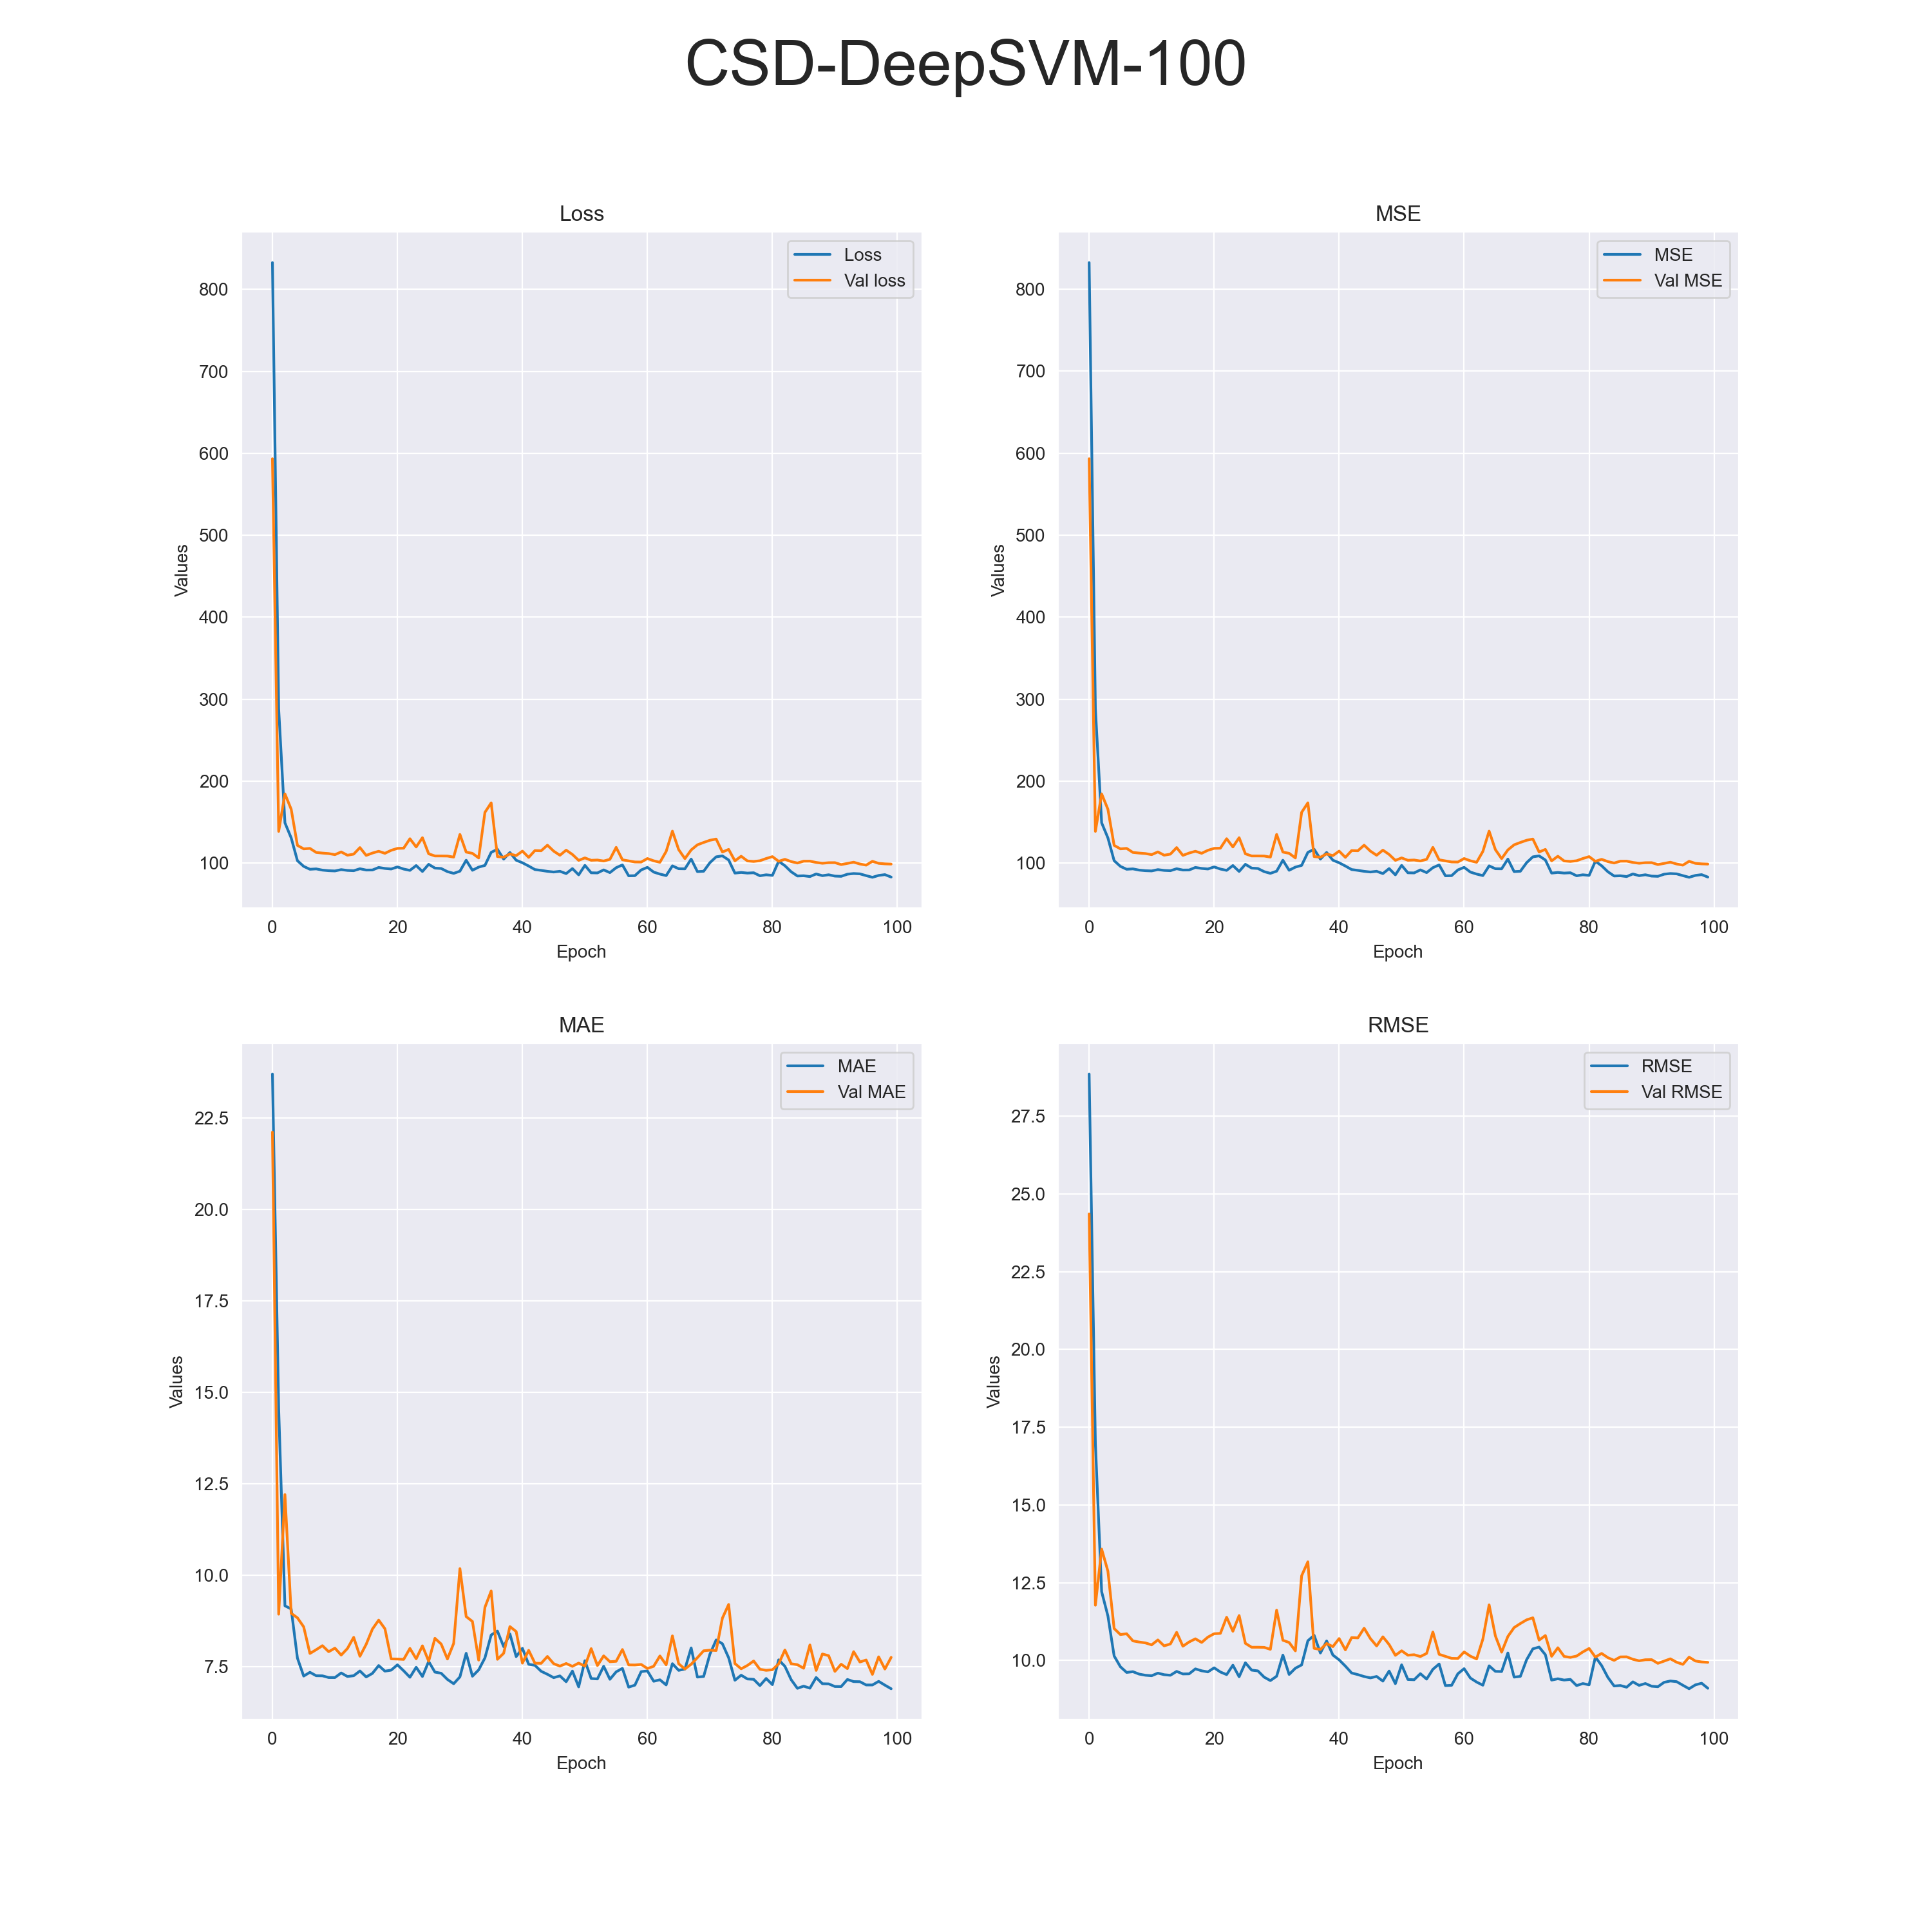 CSD-DeepSVM-100
Loss
Loss
Val loss
800
700
600
500
400
300
200
100
Values
0 20 40 60 80 100
Epoch
MSE
MSE
Val MSE
800
700
600
500
400
300
200
100
Values
0 20 40 60 80 100
Epoch
MAE
MAE
Val MAE
22.5
20.0
17.5
15.0
12.5
10.0
7.5
Values
0 20 40 60 80 100
Epoch
RMSE
RMSE
Val RMSE
27.5
25.0
22.5
20.0
17.5
15.0
12.5
10.0
Values
0 20 40 60 80 100
Epoch